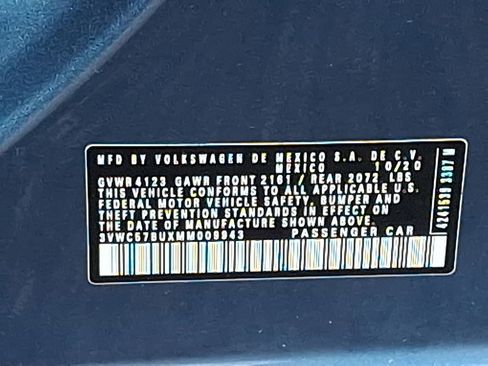 MFD BY VOLKSWAGEN DE MEXICO S.A. DE C.V.
MEXICO 10/20
GVWR 4123 GAWR FRONT 2161 / REAR 2072 LBS
THIS VEHICLE CONFORMS TO ALL APPLICABLE U.S.
FEDERAL MOTOR VEHICLE SAFETY, BUMPER AND
THEFT PREVENTION STANDARDS IN EFFECT ON
THE DATE OF MANUFACTURE SHOWN ABOVE.
3VWC57BUXMM009943 PASSENGER CAR